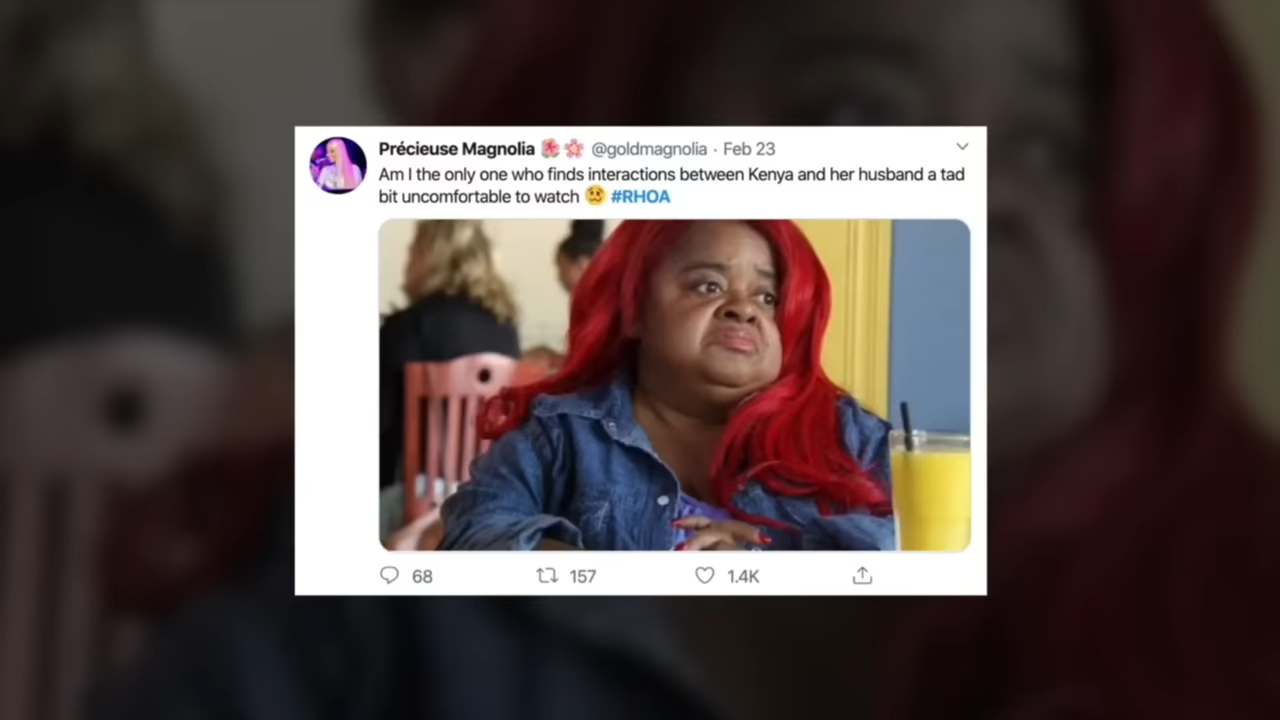 Précieuse Magnolia 🌺🌸 @goldmagnolia · Feb 23
Am I the only one who finds interactions between Kenya and her husband a tad
bit uncomfortable to watch 🥴 #RHOA
68 157 1.4K